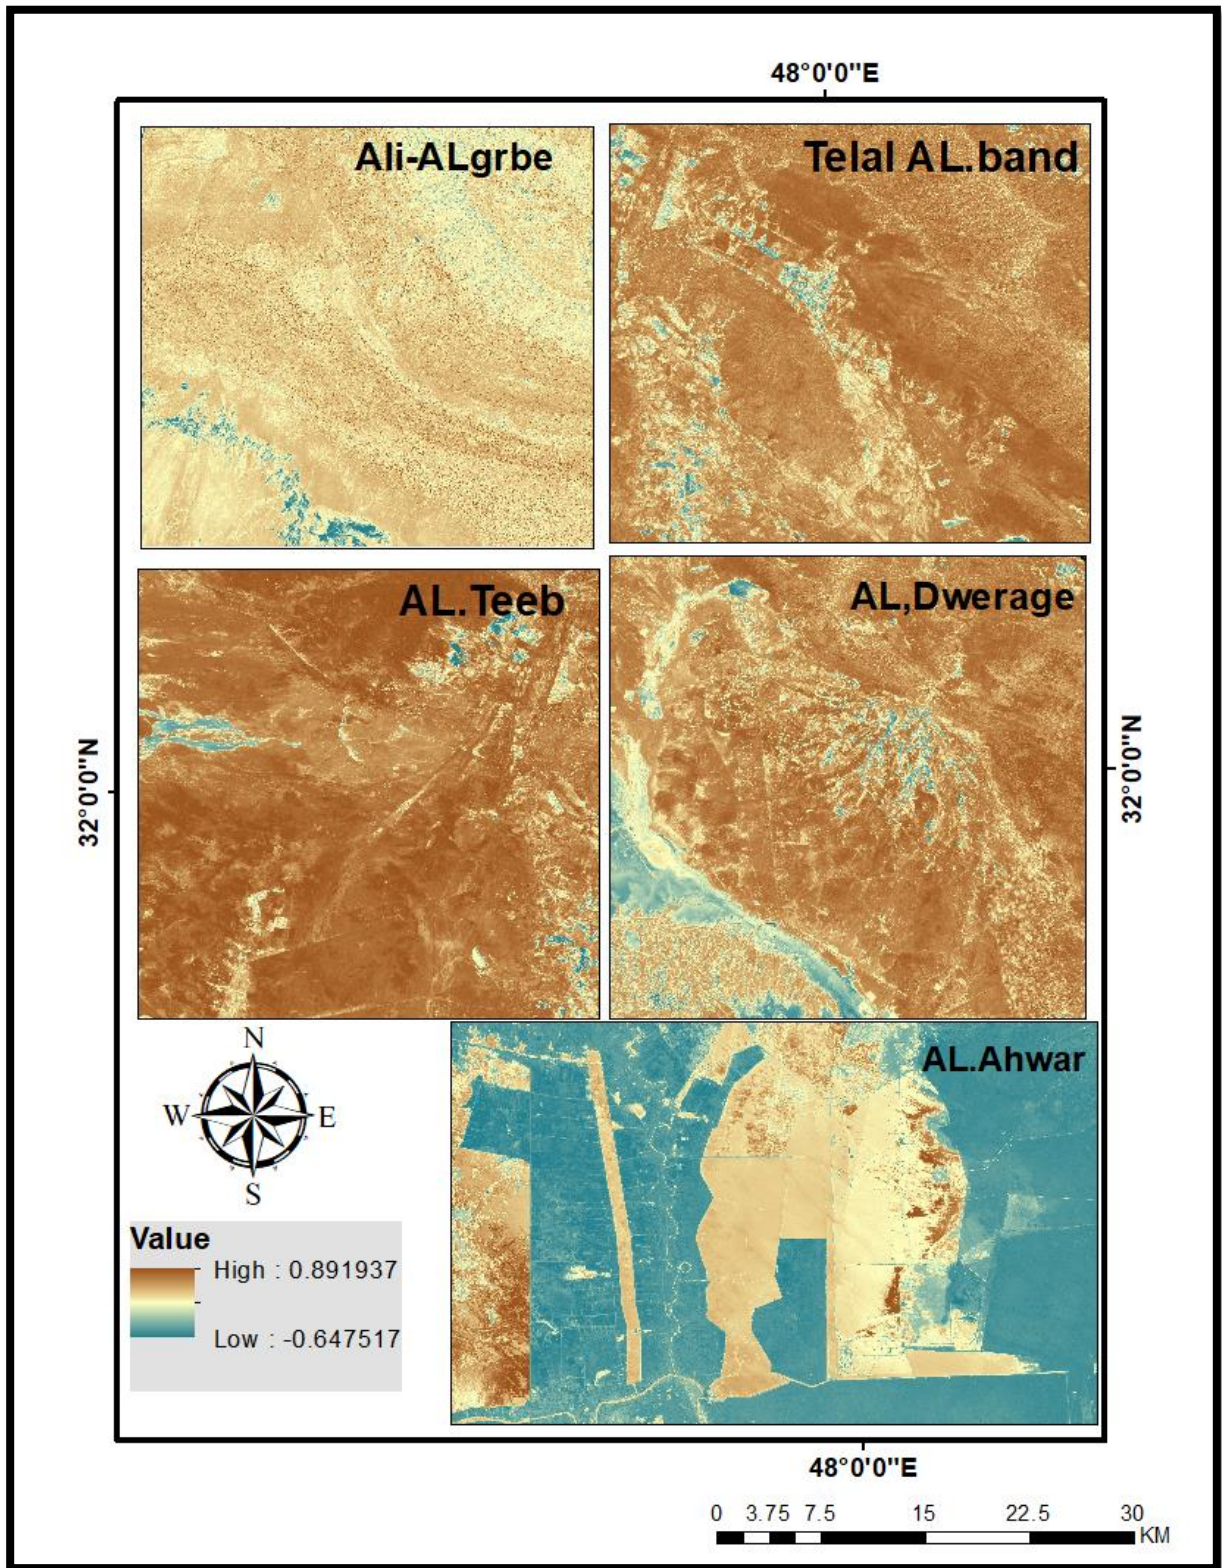 48°0'0"E
Ali-ALgrbe
Telal AL.band
AL.Teeb
AL,Dwerage
32°0'0"N
32°0'0"N
AL.Ahwar
N
W E
S
Value
High : 0.891937
Low : -0.647517
48°0'0"E
0 3.75 7.5 15 22.5 30
KM